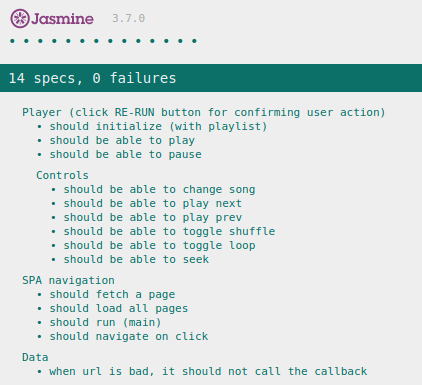 Jasmine 3.7.0
• • • • • • • • • • • • • •
14 specs, 0 failures
Player (click RE-RUN button for confirming user action)
• should initialize (with playlist)
• should be able to play
• should be able to pause
Controls
• should be able to change song
• should be able to play next
• should be able to play prev
• should be able to toggle shuffle
• should be able to toggle loop
• should be able to seek
SPA navigation
• should fetch a page
• should load all pages
• should run (main)
• should navigate on click
Data
• when url is bad, it should not call the callback